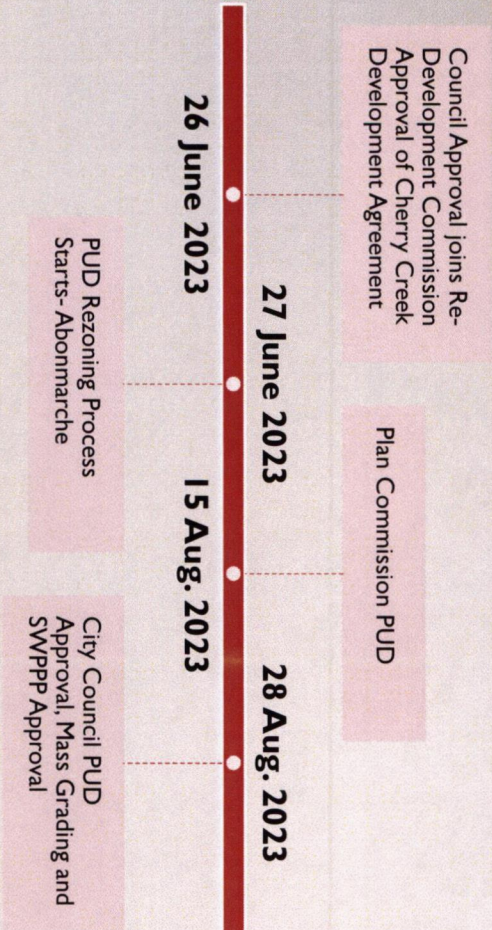 Council Approval joins Re-
Development Commission
Approval of Cherry Creek
Development Agreement
26 June 2023
27 June 2023
PUD Rezoning Process
Starts- Abonmarche
Plan Commission PUD
15 Aug. 2023
28 Aug. 2023
City Council PUD
Approval, Mass Grading and
SWPPP Approval